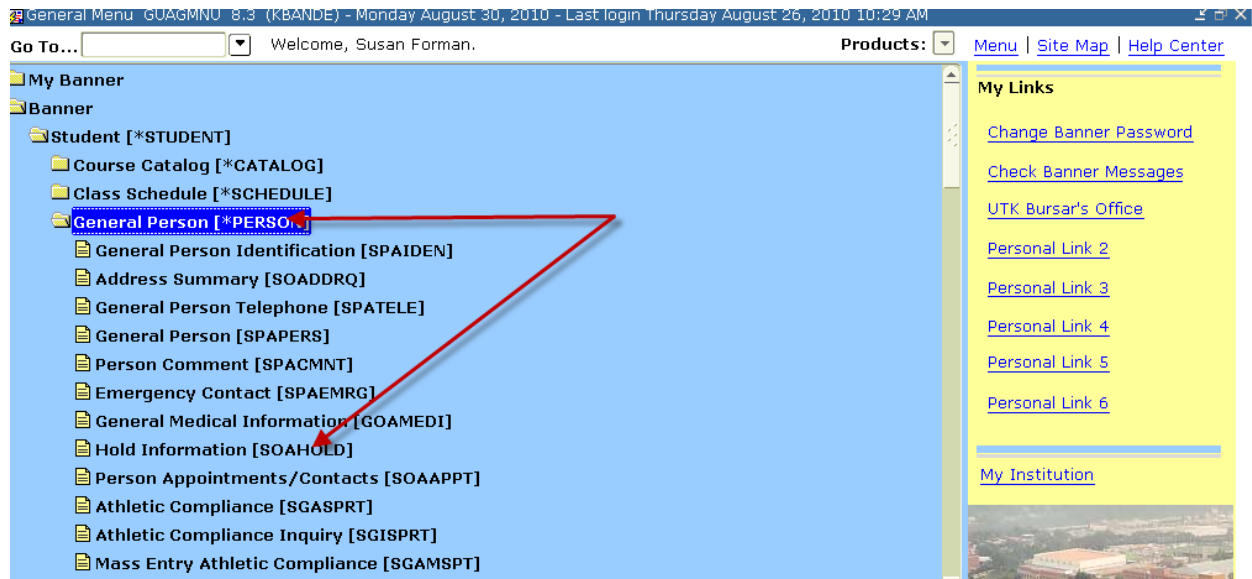 General Menu GUAGMNU 8.3 (KBANDE) - Monday August 30, 2010 - Last login Thursday August 26, 2010 10:29 AM
Go To... Welcome, Susan Forman. Products: Menu | Site Map | Help Center
My Banner
Banner
Student [*STUDENT]
Course Catalog [*CATALOG]
Class Schedule [*SCHEDULE]
General Person [*PERSON]
General Person Identification [SPAIDEN]
Address Summary [SOADDRQ]
General Person Telephone [SPATELE]
General Person [SPAPERS]
Person Comment [SPACMNT]
Emergency Contact [SPAEMRG]
General Medical Information [GOAMEDI]
Hold Information [SOAHOLD]
Person Appointments/Contacts [SOAAPPT]
Athletic Compliance [SGASPRT]
Athletic Compliance Inquiry [SGISPRT]
Mass Entry Athletic Compliance [SGAMSPT]
My Links
Change Banner Password
Check Banner Messages
UTK Bursar's Office
Personal Link 2
Personal Link 3
Personal Link 4
Personal Link 5
Personal Link 6
My Institution